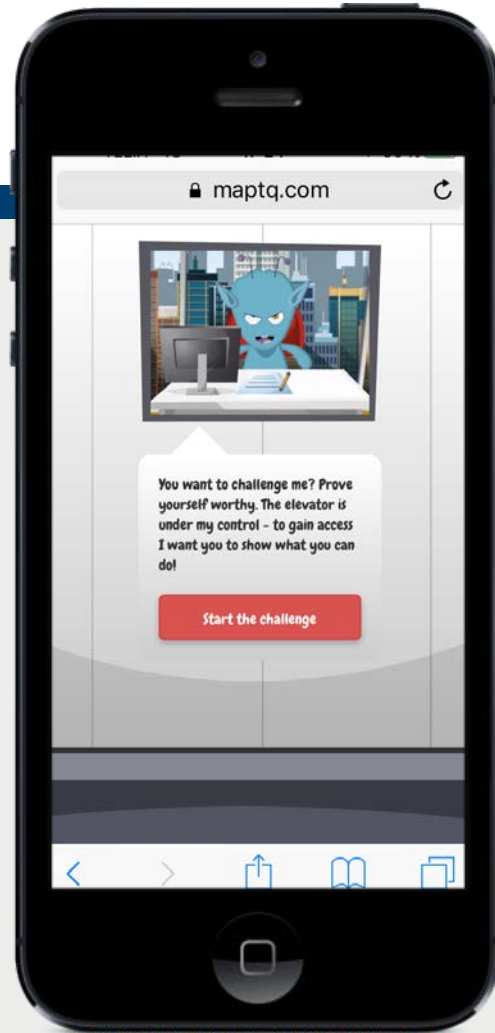 maptq.com
You want to challenge me? Prove
yourself worthy. The elevator is
under my control - to gain access
I want you to show what you can
do!
Start the challenge